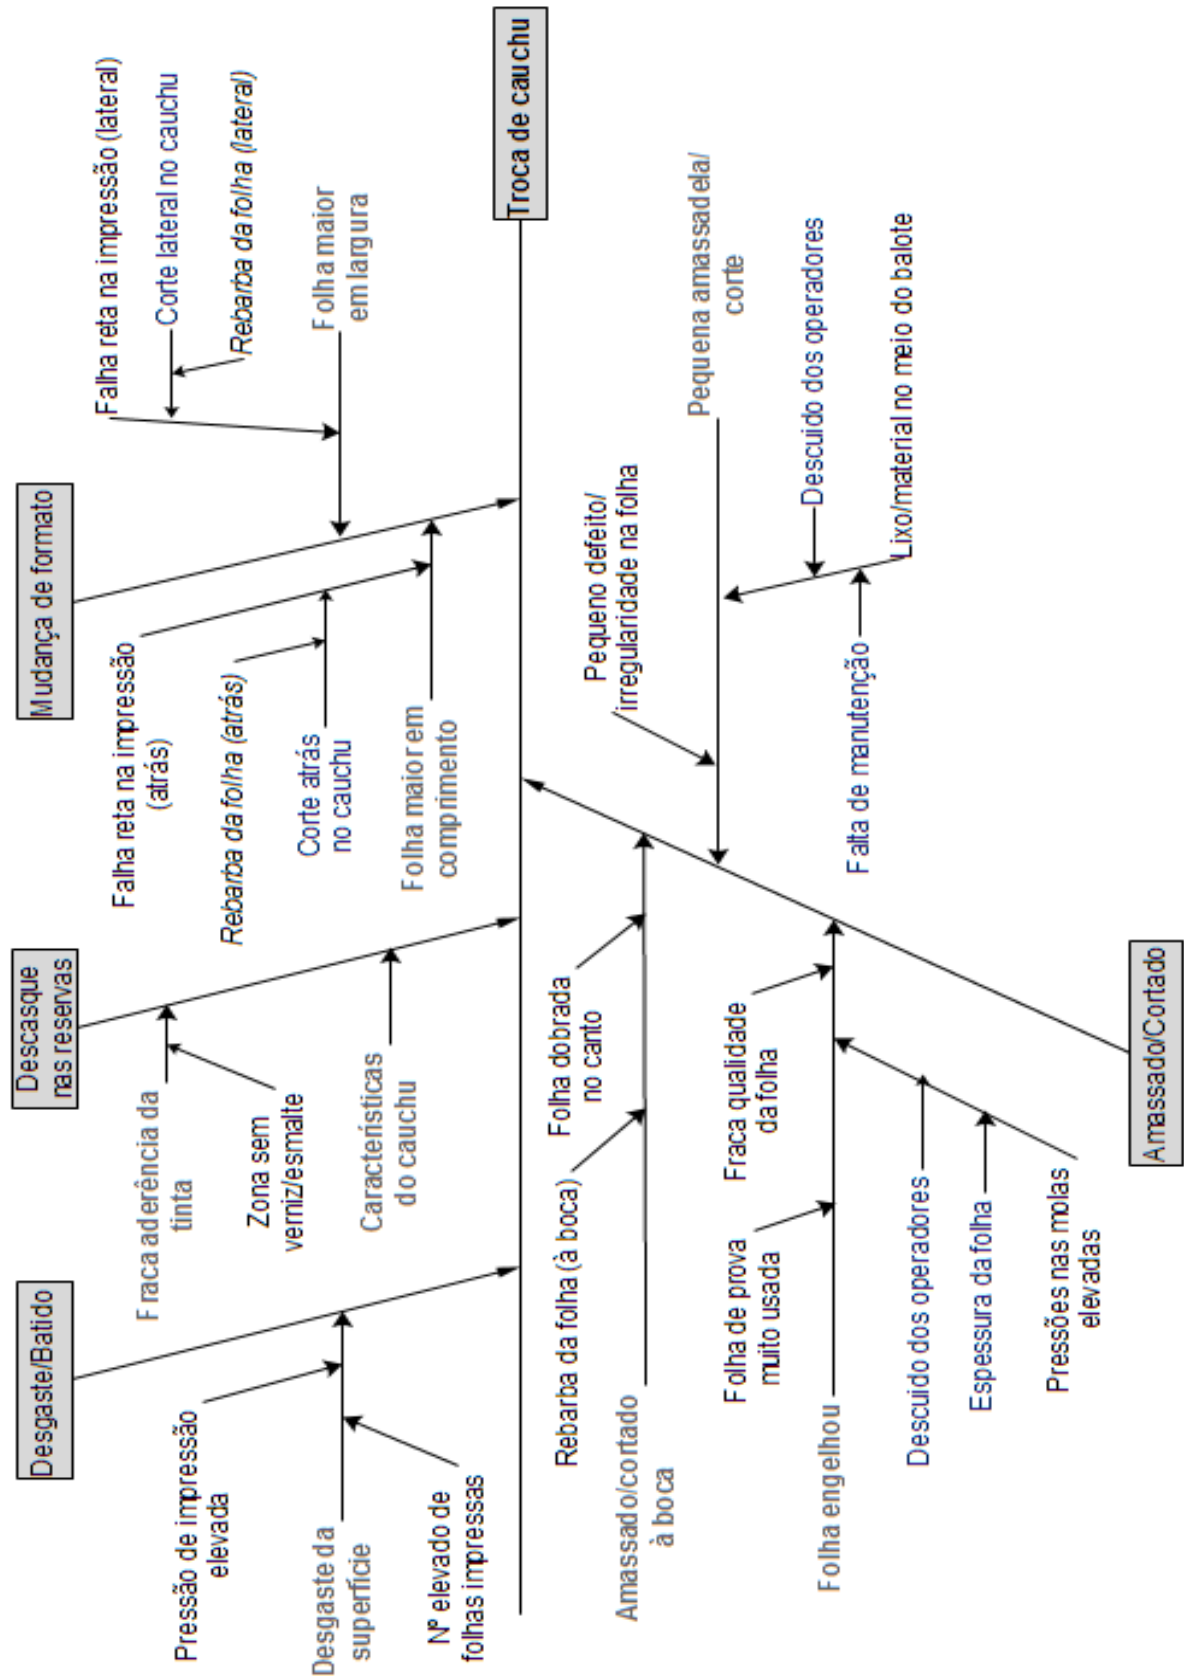 Desgaste/Batido
Descasque
nas reservas
Mudança de formato
Pressão de impressão
elevada
Desgaste da
superfície
Nº elevado de
folhas impressas
Fraca aderência da
tinta
Zona sem
verniz/esmalte
Características
do cauchu
Falha reta na impressão
(atrás)
Rebarba da folha (atrás)
Corte atrás
no cauchu
Folha maior em
comprimento
Falha reta na impressão (lateral)
Corte lateral no cauchu
Rebarba da folha (lateral)
Folha maior
em largura
Troca de cauchu
Rebarba da folha (à boca)
Folha dobrada
no canto
Amassado/cortado
à boca
Pequeno defeito/
irregularidade na folha
Pequena amassadela/
corte
Descuido dos operadores
Falta de manutenção
Lixo/material no meio do balote
Folha de prova
muito usada
Fraca qualidade
da folha
Folha engelhou
Descuido dos operadores
Espessura da folha
Pressões nas molas
elevadas
Amassado/Cortado